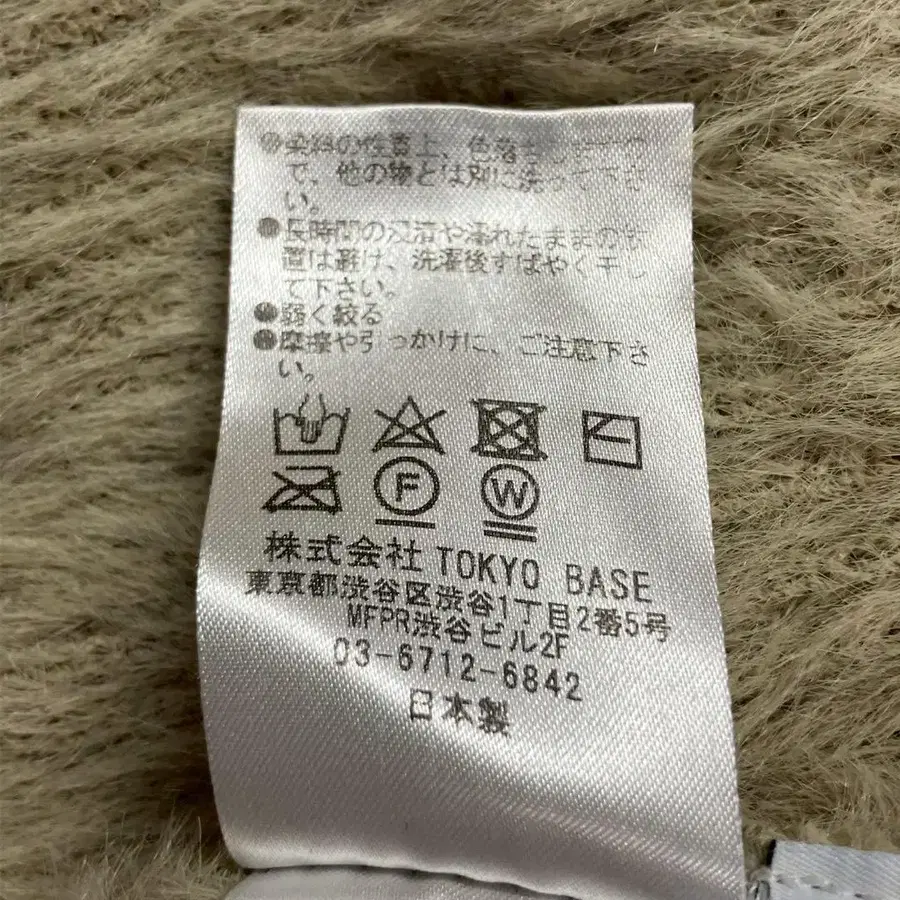 ●染料の性質上、色落ちしますの
で、他の物とは別に洗って下さ
い。
●長時間の浸漬や濡れたままの放
置は避け、洗濯後すばやく干し
て下さい。
●弱く絞る
●摩擦や引っかけに、ご注意下さ
い。
F W
株式会社 TOKYO BASE
東京都渋谷区渋谷1丁目2番5号
MFPR渋谷ビル2F
03-6712-6842
日本製